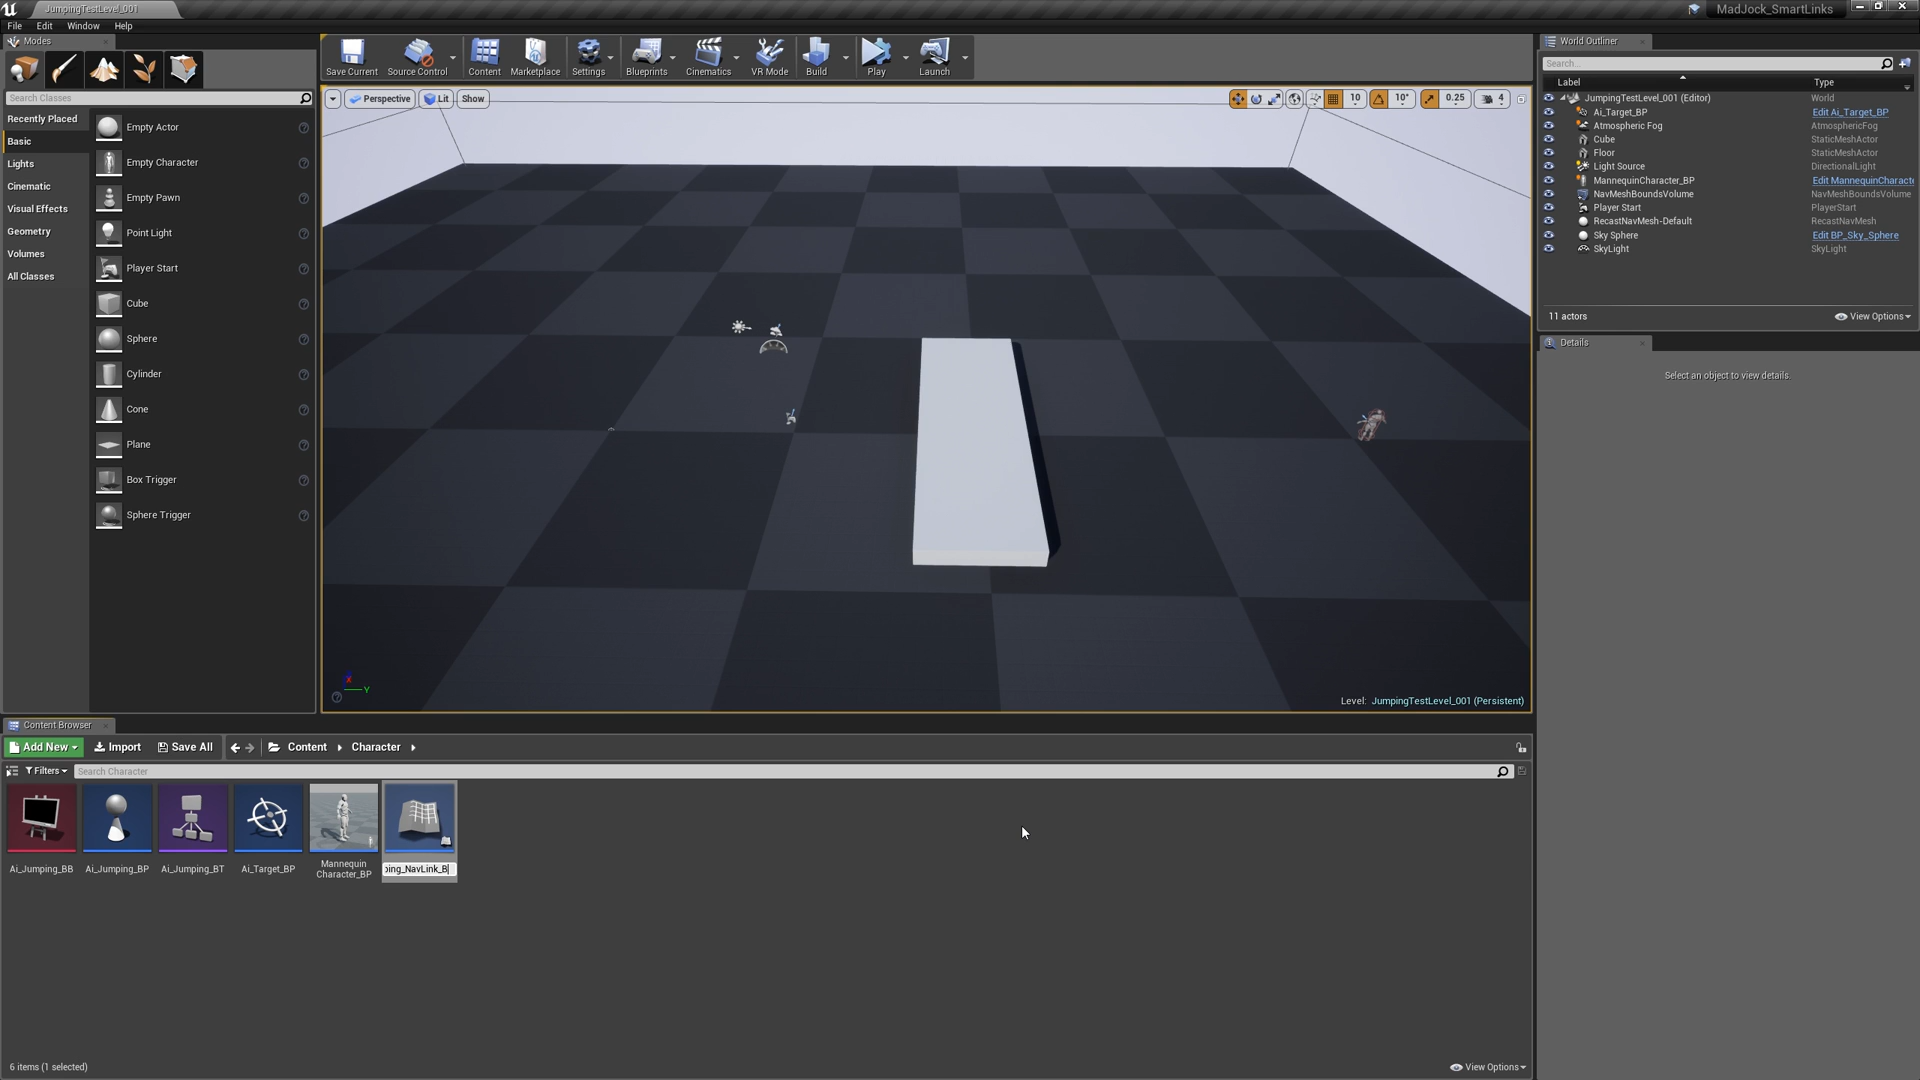 JumpingTestLevel_001
MadJock_SmartLinks
File Edit Window Help
Modes
Search Classes
Recently Placed
Basic
Lights
Cinematic
Visual Effects
Geometry
Volumes
All Classes
Empty Actor
Empty Character
Empty Pawn
Point Light
Player Start
Cube
Sphere
Cylinder
Cone
Plane
Box Trigger
Sphere Trigger
Save Current Source Control Content Marketplace Settings Blueprints Cinematics VR Mode Build Play Launch
Perspective Lit Show
10 10° 0.25 4
X
Y
Level: JumpingTestLevel_001 (Persistent)
World Outliner
Search...
Label Type
JumpingTestLevel_001 (Editor) World
Ai_Target_BP Edit Ai_Target_BP
Atmospheric Fog AtmosphericFog
Cube StaticMeshActor
Floor StaticMeshActor
Light Source DirectionalLight
MannequinCharacter_BP Edit MannequinCharact
NavMeshBoundsVolume NavMeshBoundsVolume
Player Start PlayerStart
RecastNavMesh-Default RecastNavMesh
Sky Sphere Edit BP_Sky_Sphere
SkyLight SkyLight
11 actors View Options
Details
Select an object to view details.
Content Browser
Add New Import Save All Content Character
Filters Search Character
Ai_Jumping_BB
Ai_Jumping_BP
Ai_Jumping_BT
Ai_Target_BP
Mannequin
Character_BP
ping_NavLink_B
6 items (1 selected) View Options